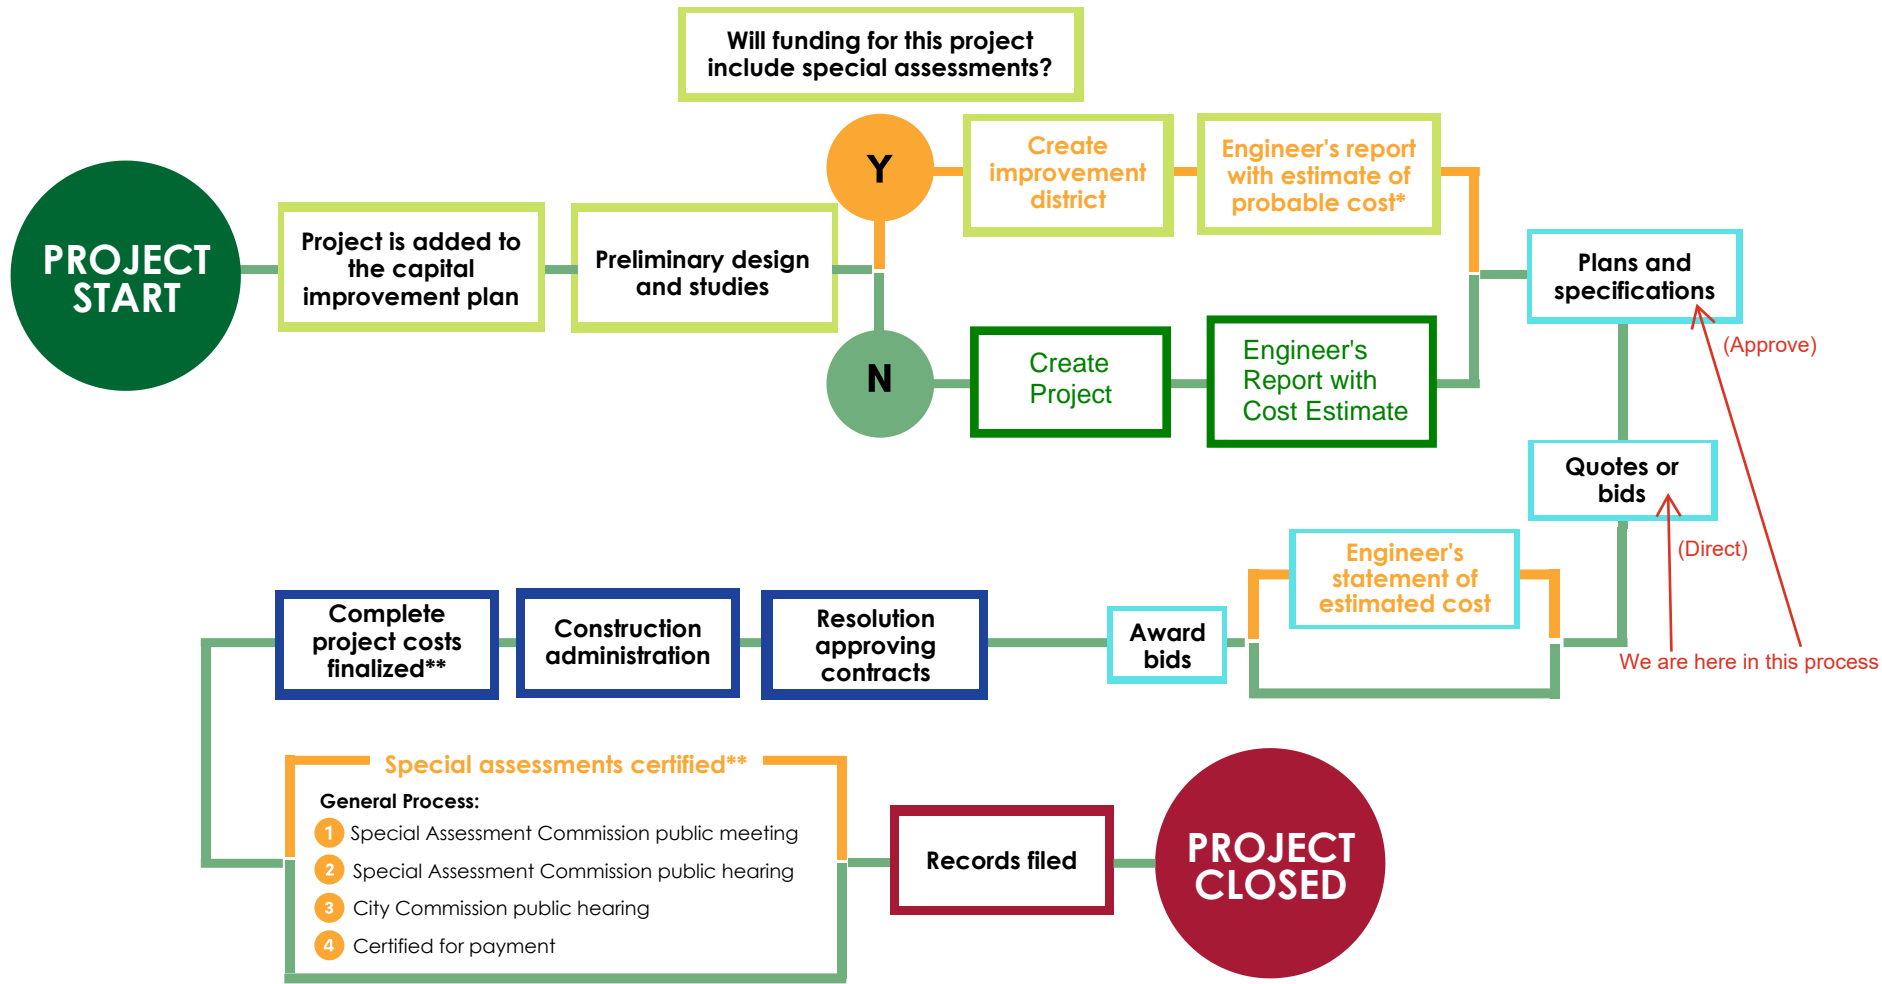 Will funding for this project
include special assessments?
PROJECT
START
Project is added to
the capital
improvement plan
Preliminary design
and studies
Y
Create
improvement
district
Engineer's report
with estimate of
probable cost*
N
Create
Project
Engineer's
Report with
Cost Estimate
Plans and
specifications
(Approve)
Quotes or
bids
(Direct)
We are here in this process
Engineer's
statement of
estimated cost
Award
bids
Resolution
approving
contracts
Construction
administration
Complete
project costs
finalized**
Special assessments certified**
General Process:
1 Special Assessment Commission public meeting
2 Special Assessment Commission public hearing
3 City Commission public hearing
4 Certified for payment
Records filed
PROJECT
CLOSED